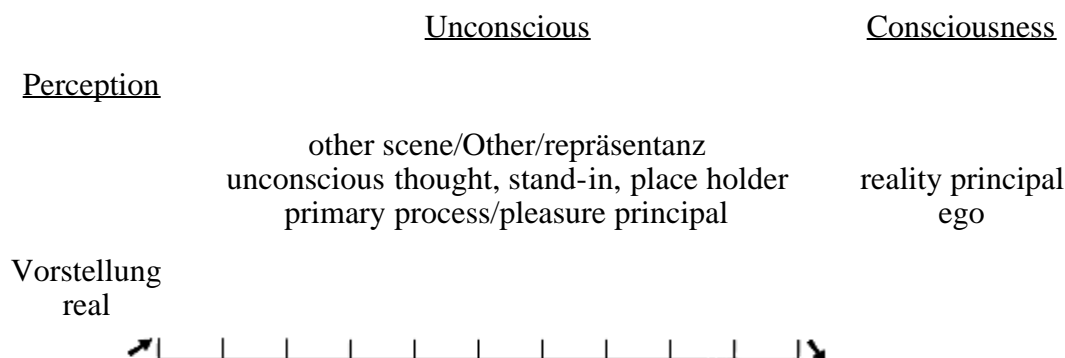 Unconscious Consciousness
Perception
other scene/Other/repräsentanz
unconscious thought, stand-in, place holder reality principal
primary process/pleasure principal ego
Vorstellung
real